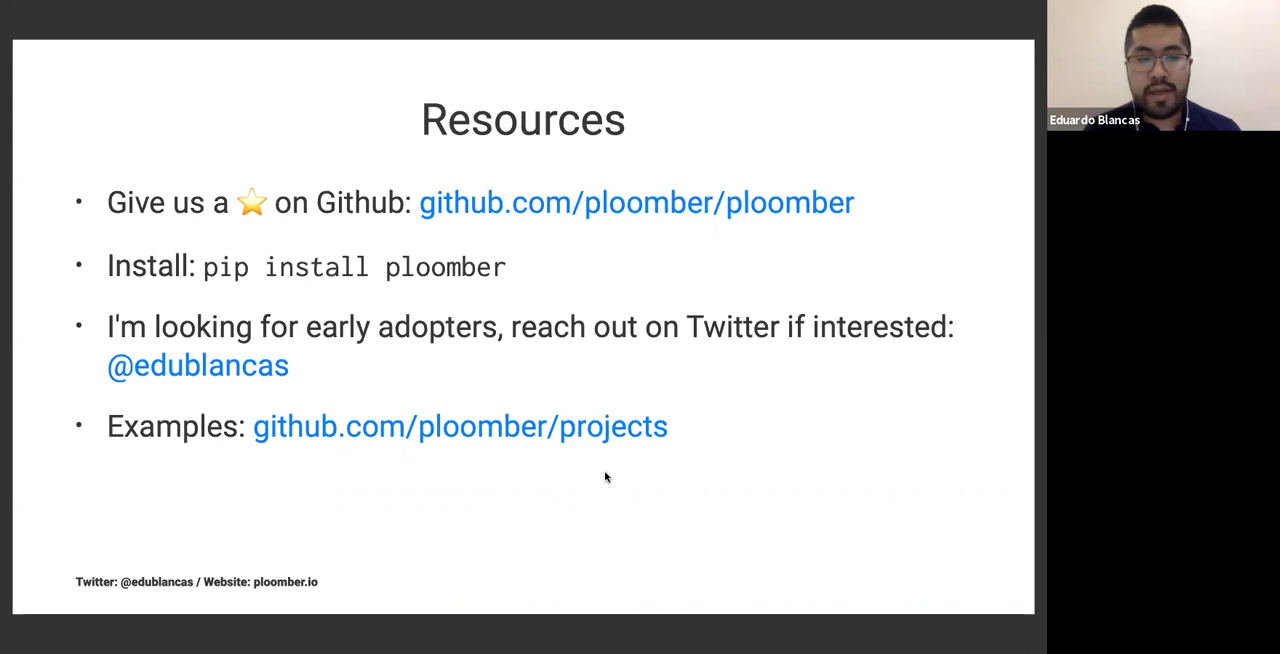 Resources
• Give us a ⭐ on Github: github.com/ploomber/ploomber
• Install: pip install ploomber
• I'm looking for early adopters, reach out on Twitter if interested:
@edublancas
• Examples: github.com/ploomber/projects
Twitter: @edublancas / Website: ploomber.io
Eduardo Blancas